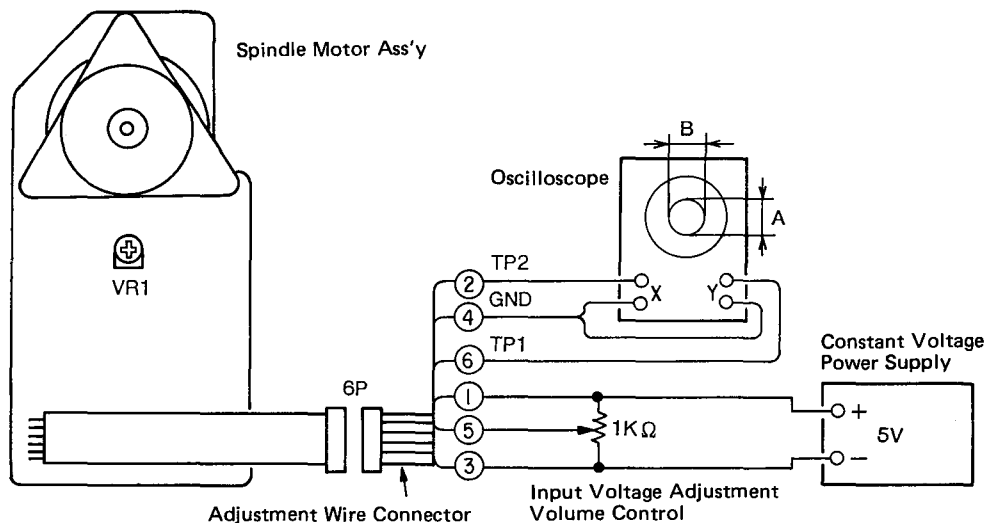 Spindle Motor Ass'y
B
Oscilloscope
A
VR1
TP2
2
X
Y
GND
4
TP1
6
Constant Voltage
Power Supply
6P
1
+
5
1KΩ
5V
3
−
Input Voltage Adjustment
Volume Control
Adjustment Wire Connector